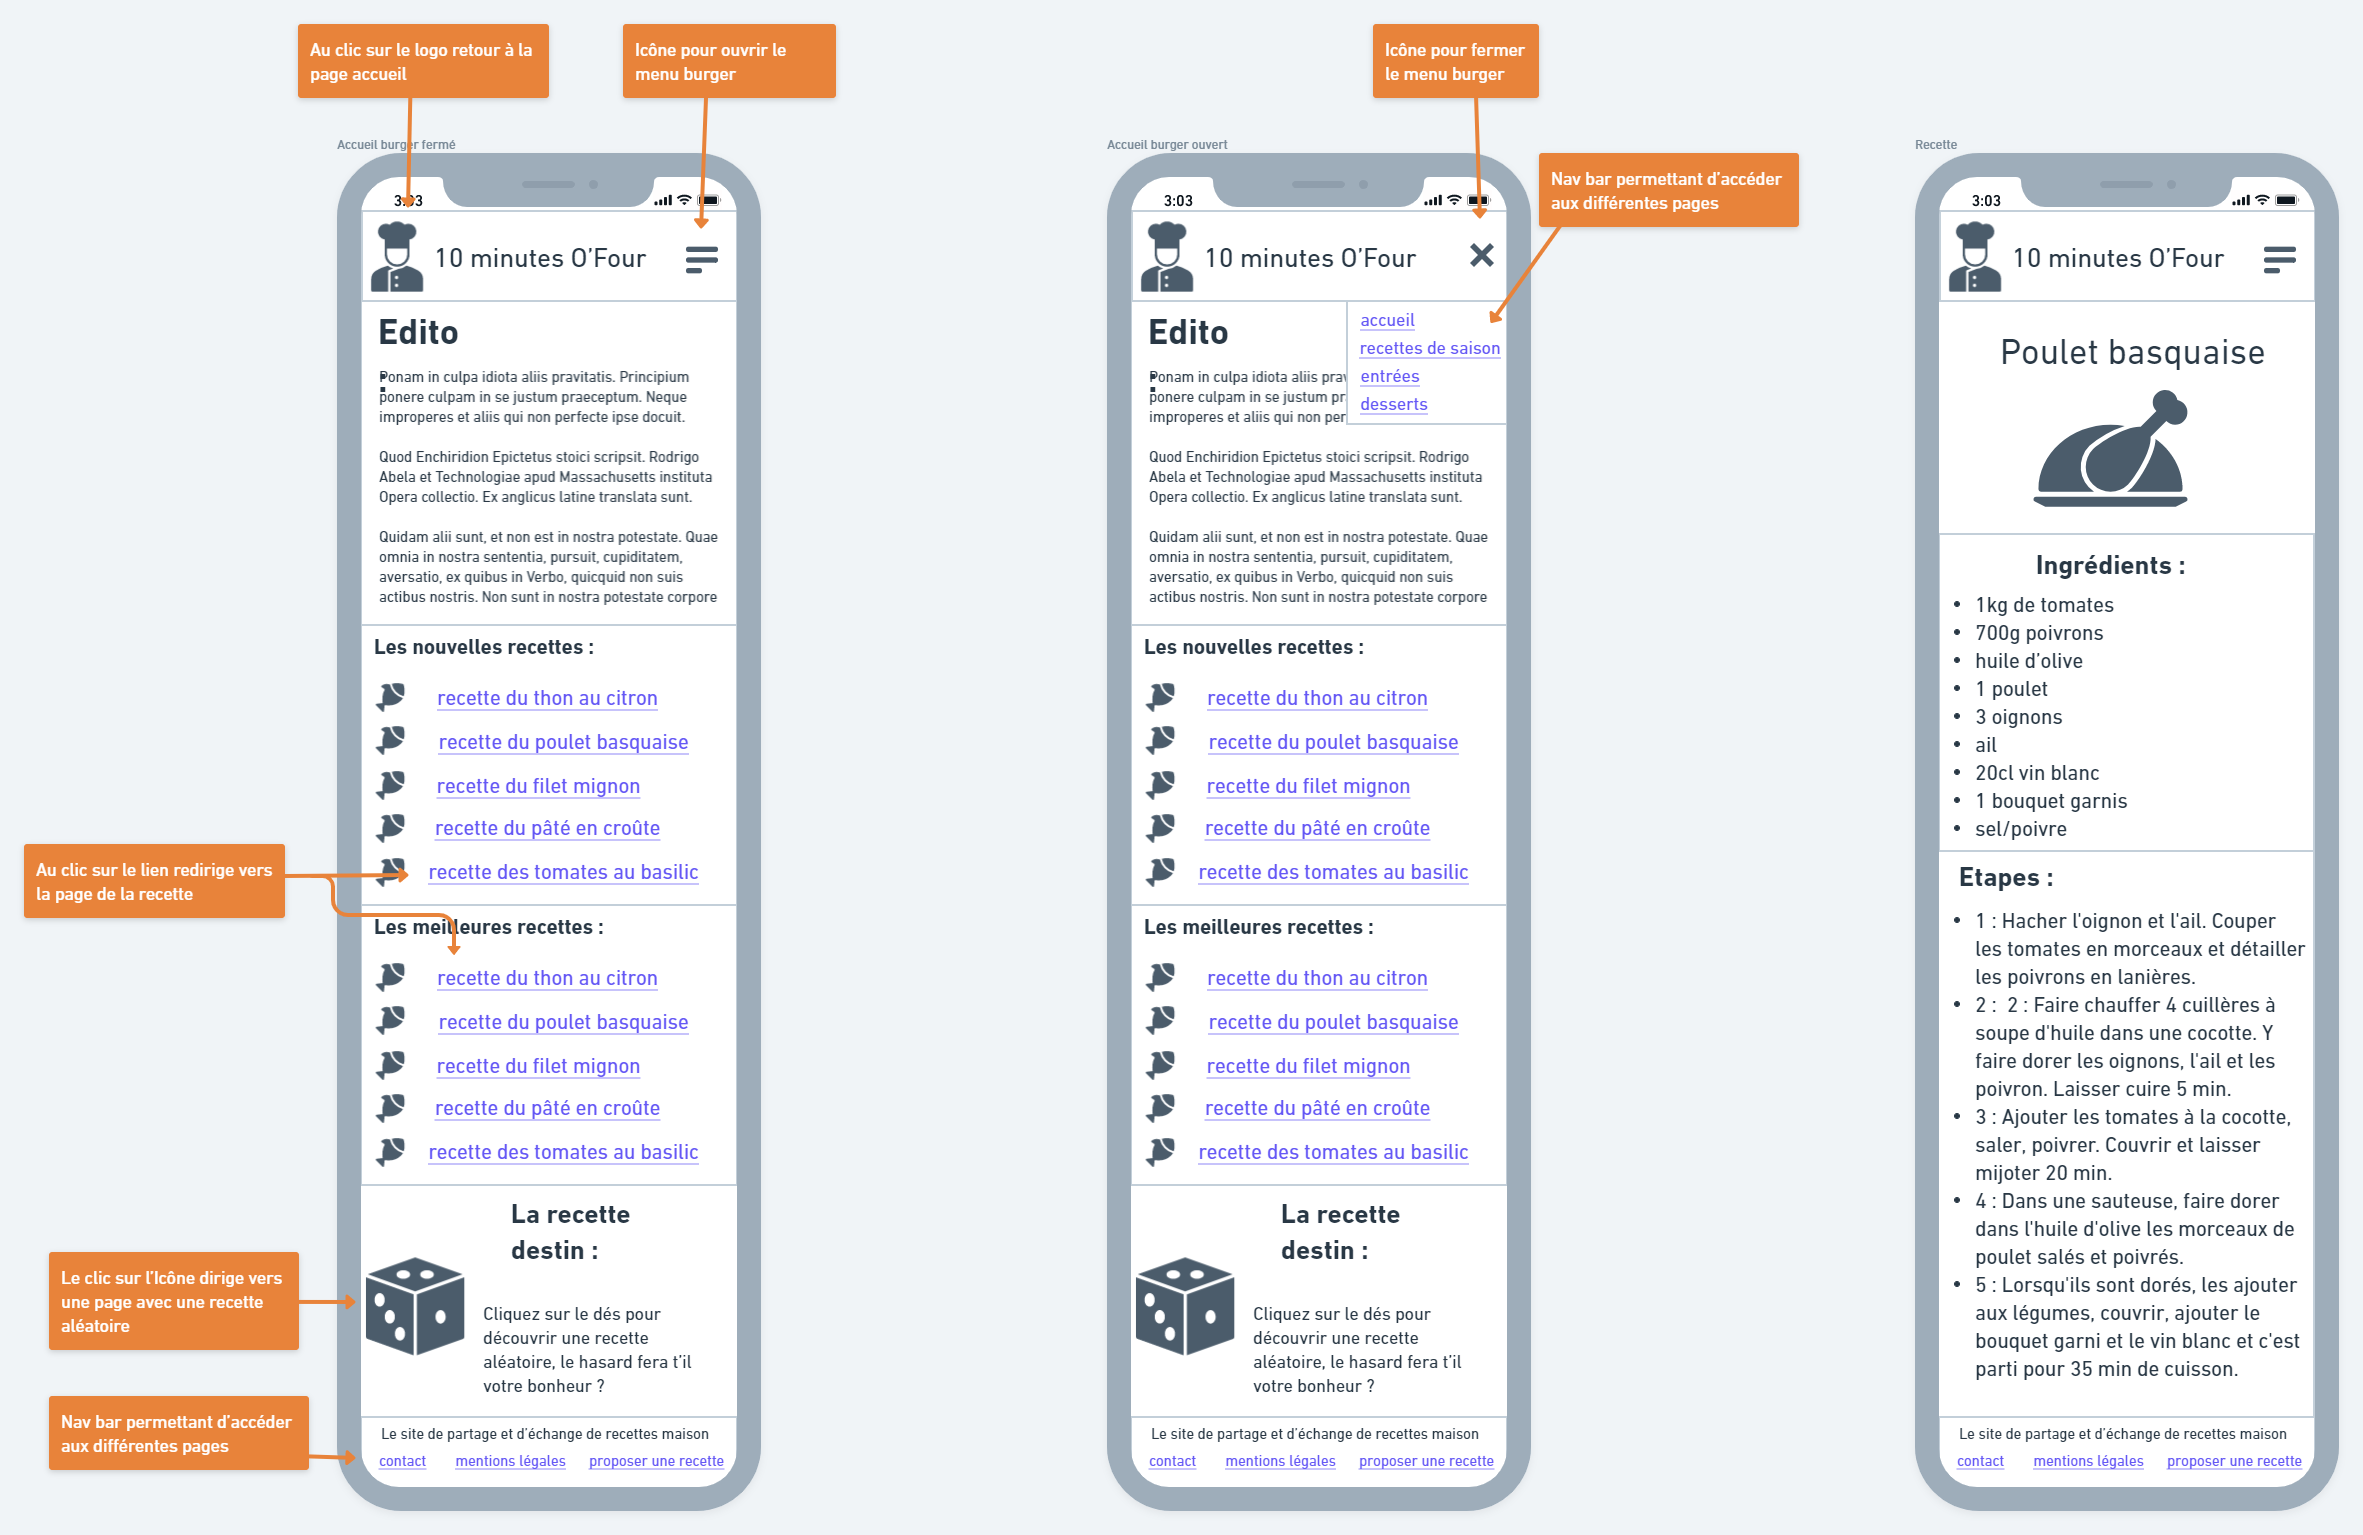 Au clic sur le logo retour à la
page accueil
Icône pour ouvrir le
menu burger
Icône pour fermer
le menu burger
Nav bar permettant d'accéder
aux différentes pages
Accueil burger fermé
3:03
10 minutes O'Four
Edito
:
Ponam in culpa idiota aliis pravitatis. Principium
ponere culpam in se justum praeceptum. Neque
improperes et aliis qui non perfecte ipse docuit.
Quod Enchiridion Epictetus stoici scripsit. Rodrigo
Abela et Technologiae apud Massachusetts instituta
Opera collectio. Ex anglicus latine translata sunt.
Quidam alii sunt, et non est in nostra potestate. Quae
omnia in nostra sententia, pursuit, cupiditatem,
aversatio, ex quibus in Verbo, quicquid non suis
actibus nostris. Non sunt in nostra potestate corpore
Les nouvelles recettes :
recette du thon au citron
recette du poulet basquaise
recette du filet mignon
recette du pâté en croûte
recette des tomates au basilic
Les meilleures recettes :
recette du thon au citron
recette du poulet basquaise
recette du filet mignon
recette du pâté en croûte
recette des tomates au basilic
La recette
destin :
Cliquez sur le dés pour
découvrir une recette
aléatoire, le hasard fera t'il
votre bonheur ?
Le site de partage et d'échange de recettes maison
contact mentions légales proposer une recette
Au clic sur le lien redirige vers
la page de la recette
Le clic sur l'Icône dirige vers
une page avec une recette
aléatoire
Nav bar permettant d'accéder
aux différentes pages
Accueil burger ouvert
3:03
10 minutes O'Four
accueil
recettes de saison
entrées
desserts
Edito
:
Ponam in culpa idiota aliis prav
ponere culpam in se justum pr
improperes et aliis qui non per
Quod Enchiridion Epictetus stoici scripsit. Rodrigo
Abela et Technologiae apud Massachusetts instituta
Opera collectio. Ex anglicus latine translata sunt.
Quidam alii sunt, et non est in nostra potestate. Quae
omnia in nostra sententia, pursuit, cupiditatem,
aversatio, ex quibus in Verbo, quicquid non suis
actibus nostris. Non sunt in nostra potestate corpore
Les nouvelles recettes :
recette du thon au citron
recette du poulet basquaise
recette du filet mignon
recette du pâté en croûte
recette des tomates au basilic
Les meilleures recettes :
recette du thon au citron
recette du poulet basquaise
recette du filet mignon
recette du pâté en croûte
recette des tomates au basilic
La recette
destin :
Cliquez sur le dés pour
découvrir une recette
aléatoire, le hasard fera t'il
votre bonheur ?
Le site de partage et d'échange de recettes maison
contact mentions légales proposer une recette
Recette
3:03
10 minutes O'Four
Poulet basquaise
Ingrédients :
• 1kg de tomates
• 700g poivrons
• huile d'olive
• 1 poulet
• 3 oignons
• ail
• 20cl vin blanc
• 1 bouquet garnis
• sel/poivre
Etapes :
• 1 : Hacher l'oignon et l'ail. Couper
les tomates en morceaux et détailler
les poivrons en lanières.
• 2 : 2 : Faire chauffer 4 cuillères à
soupe d'huile dans une cocotte. Y
faire dorer les oignons, l'ail et les
poivron. Laisser cuire 5 min.
• 3 : Ajouter les tomates à la cocotte,
saler, poivrer. Couvrir et laisser
mijoter 20 min.
• 4 : Dans une sauteuse, faire dorer
dans l'huile d'olive les morceaux de
poulet salés et poivrés.
• 5 : Lorsqu'ils sont dorés, les ajouter
aux légumes, couvrir, ajouter le
bouquet garni et le vin blanc et c'est
parti pour 35 min de cuisson.
Le site de partage et d'échange de recettes maison
contact mentions légales proposer une recette